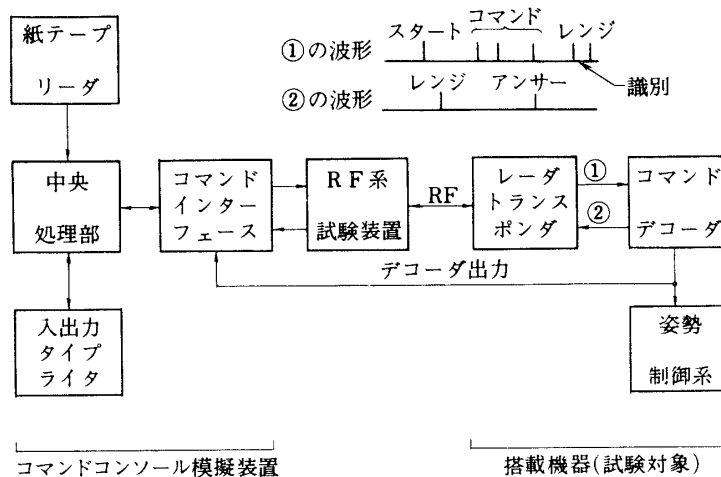 紙テープ
リーダ
スタート コマンド レンジ
①の波形
識別
レンジ アンサー
②の波形
中央
処理部
コマンド
インター
フェース
RF系
試験装置
RF
レーダ
トランス
ポンダ
①
②
コマンド
デコーダ
デコーダ出力
入出力
タイプ
ライタ
姿勢
制御系
コマンドコンソール模擬装置
搭載機器(試験対象)